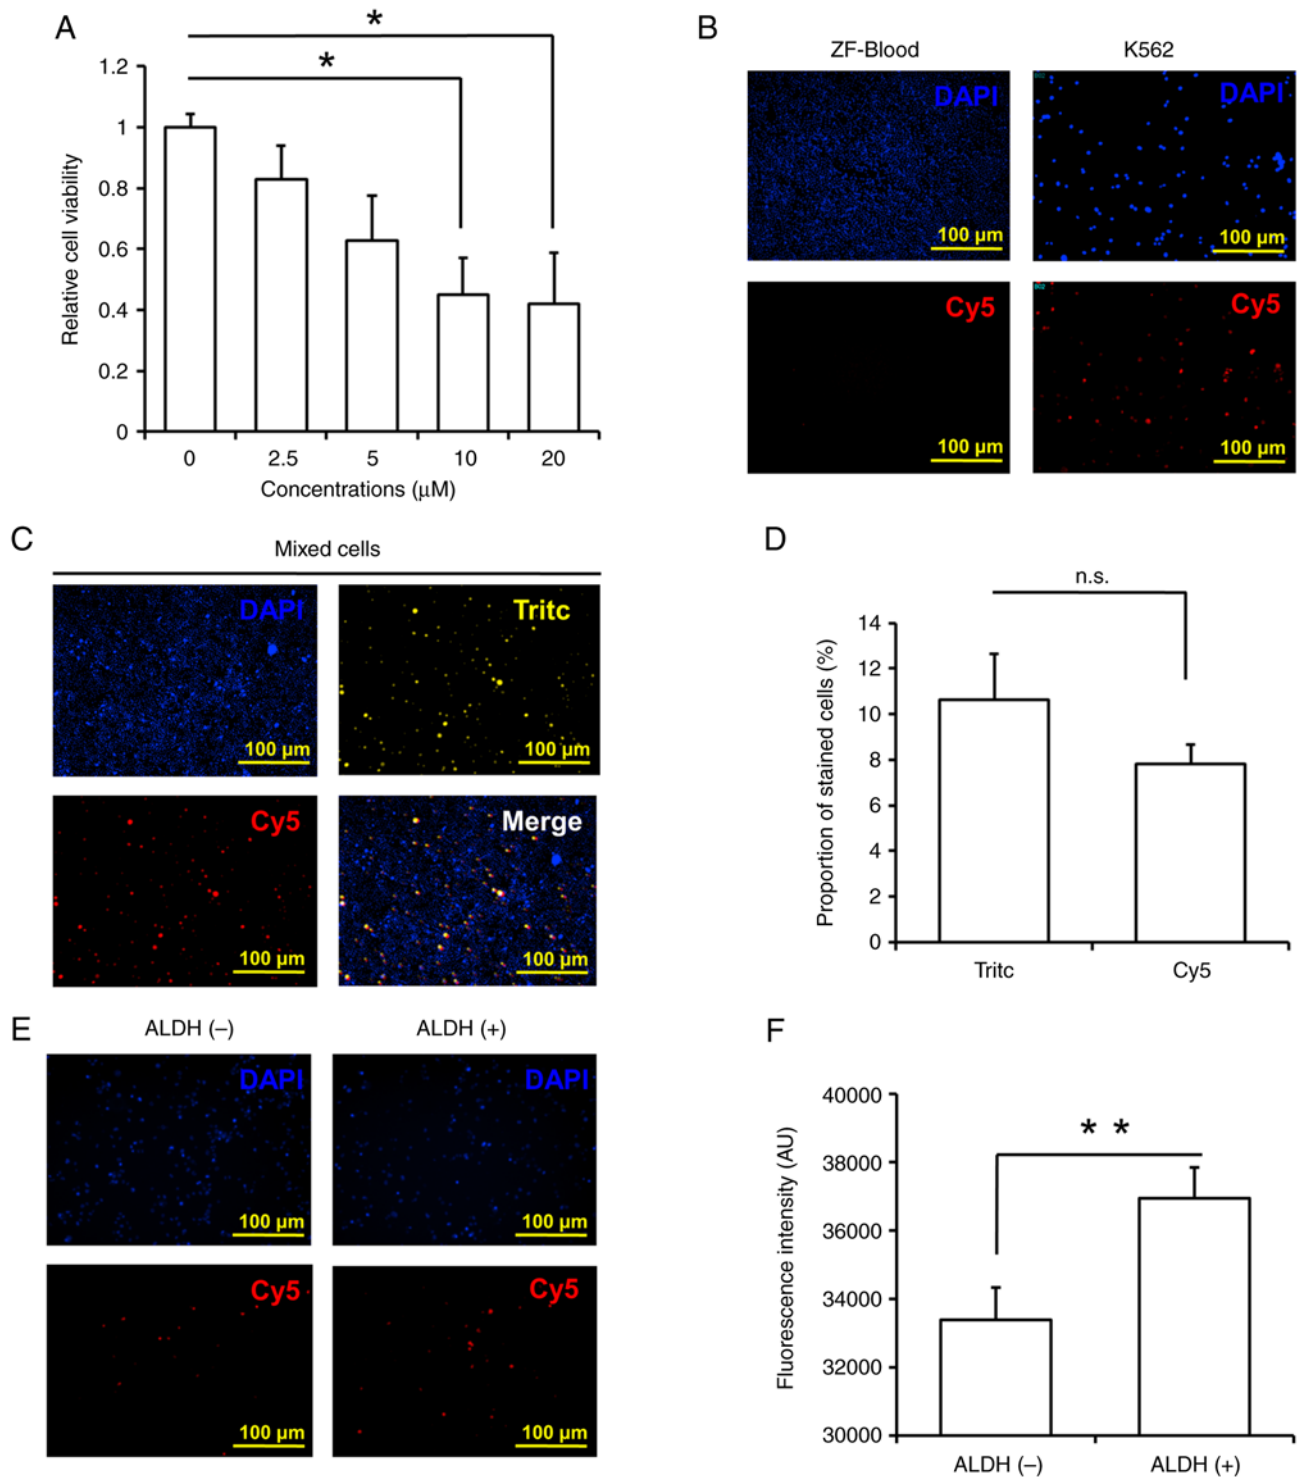 A
*
*
1.2
1
0.8
0.6
0.4
0.2
0
Relative cell viability
0 2.5 5 10 20
Concentrations (μM)
B
ZF-Blood K562
DAPI DAPI
100 μm 100 μm
Cy5 Cy5
100 μm 100 μm
C
Mixed cells
DAPI Tritc
100 μm 100 μm
Cy5 Merge
100 μm 100 μm
D
n.s.
14
12
10
8
6
4
2
0
Proportion of stained cells (%)
Tritc Cy5
E
ALDH (–) ALDH (+)
DAPI DAPI
100 μm 100 μm
Cy5 Cy5
100 μm 100 μm
F
40000
* *
38000
36000
34000
32000
30000
Fluorescence intensity (AU)
ALDH (–) ALDH (+)